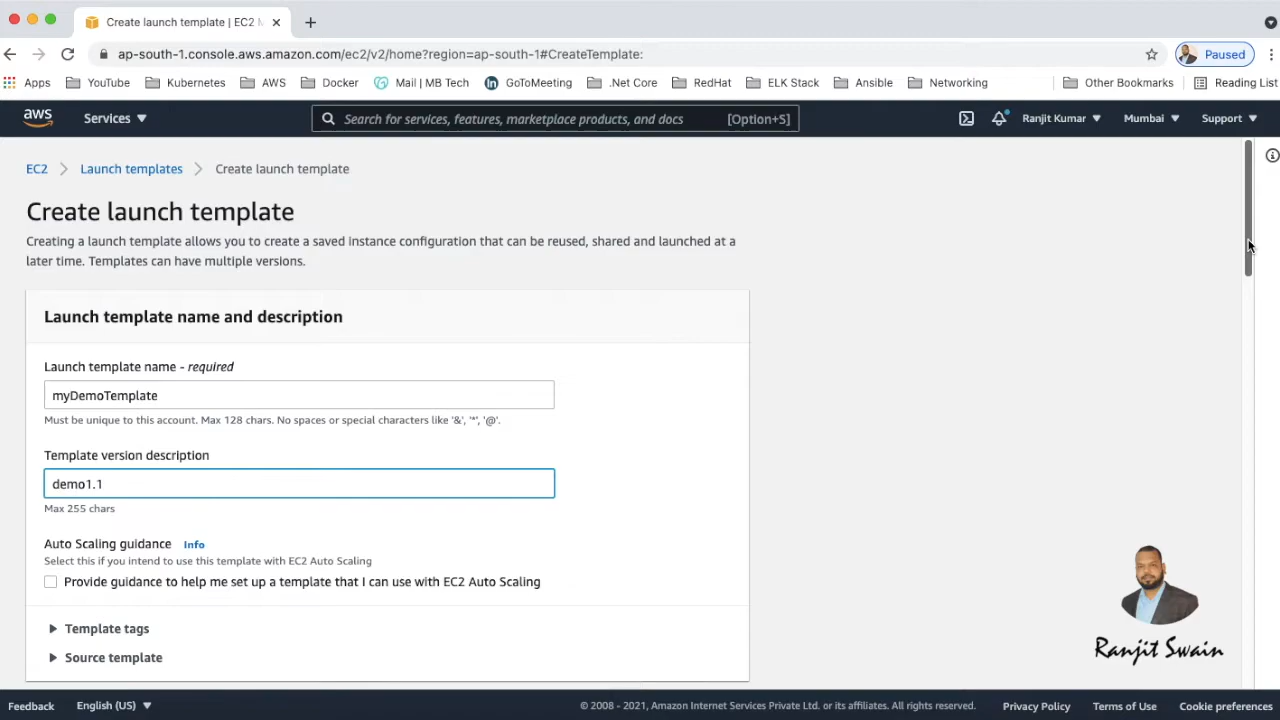 Create launch template | EC2 M
ap-south-1.console.aws.amazon.com/ec2/v2/home?region=ap-south-1#CreateTemplate:
Paused
Apps YouTube Kubernetes AWS Docker Mail | MB Tech GoToMeeting .Net Core RedHat ELK Stack Ansible Networking Other Bookmarks Reading List
aws Services Search for services, features, marketplace products, and docs [Option+S] Ranjit Kumar Mumbai Support
EC2 Launch templates Create launch template
Create launch template
Creating a launch template allows you to create a saved instance configuration that can be reused, shared and launched at a
later time. Templates can have multiple versions.
Launch template name and description
Launch template name - required
myDemoTemplate
Must be unique to this account. Max 128 chars. No spaces or special characters like '&', '*', '@'.
Template version description
demo1.1
Max 255 chars
Auto Scaling guidance Info
Select this if you intend to use this template with EC2 Auto Scaling
Provide guidance to help me set up a template that I can use with EC2 Auto Scaling
Template tags
Source template
Ranjit Swain
Feedback English (US) © 2008 - 2021, Amazon Internet Services Private Ltd. or its affiliates. All rights reserved. Privacy Policy Terms of Use Cookie preferences